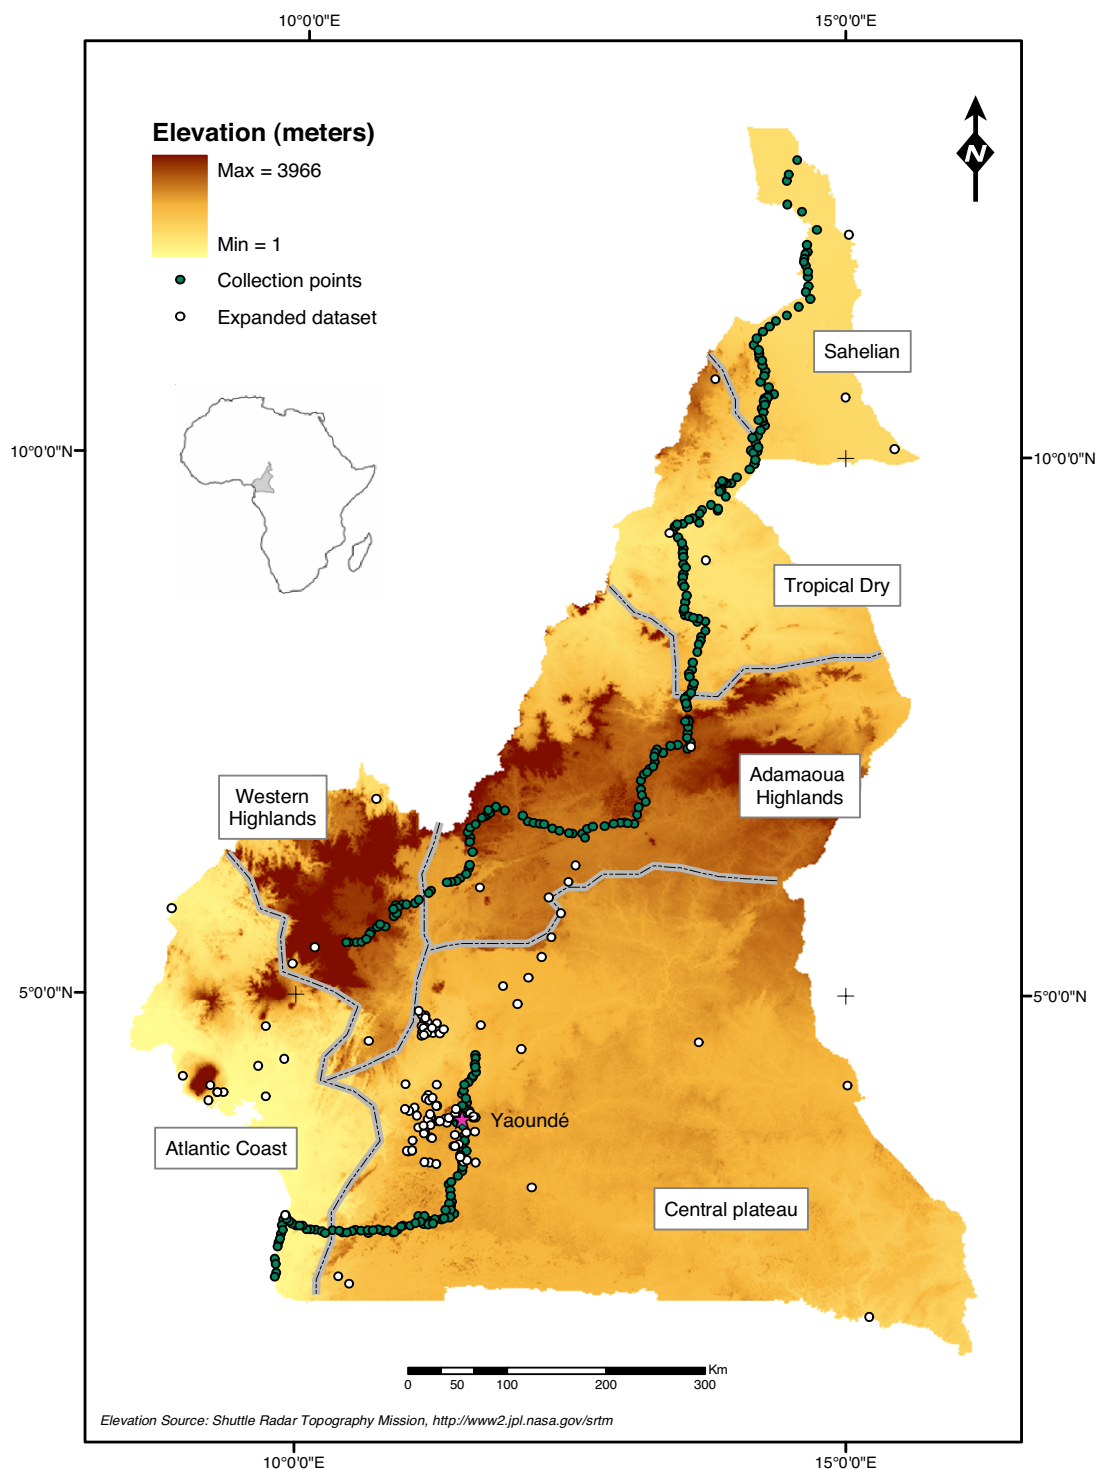 10°0'0"E
15°0'0"E
Elevation (meters)
Max = 3966
Min = 1
Collection points
Expanded dataset
N
Sahelian
10°0'0"N
10°0'0"N
Tropical Dry
Adamaoua
Highlands
Western
Highlands
5°0'0"N
5°0'0"N
Yaoundé
Atlantic Coast
Central plateau
Km
0 50 100 200 300
Elevation Source: Shuttle Radar Topography Mission, http://www2.jpl.nasa.gov/srtm
10°0'0"E
15°0'0"E